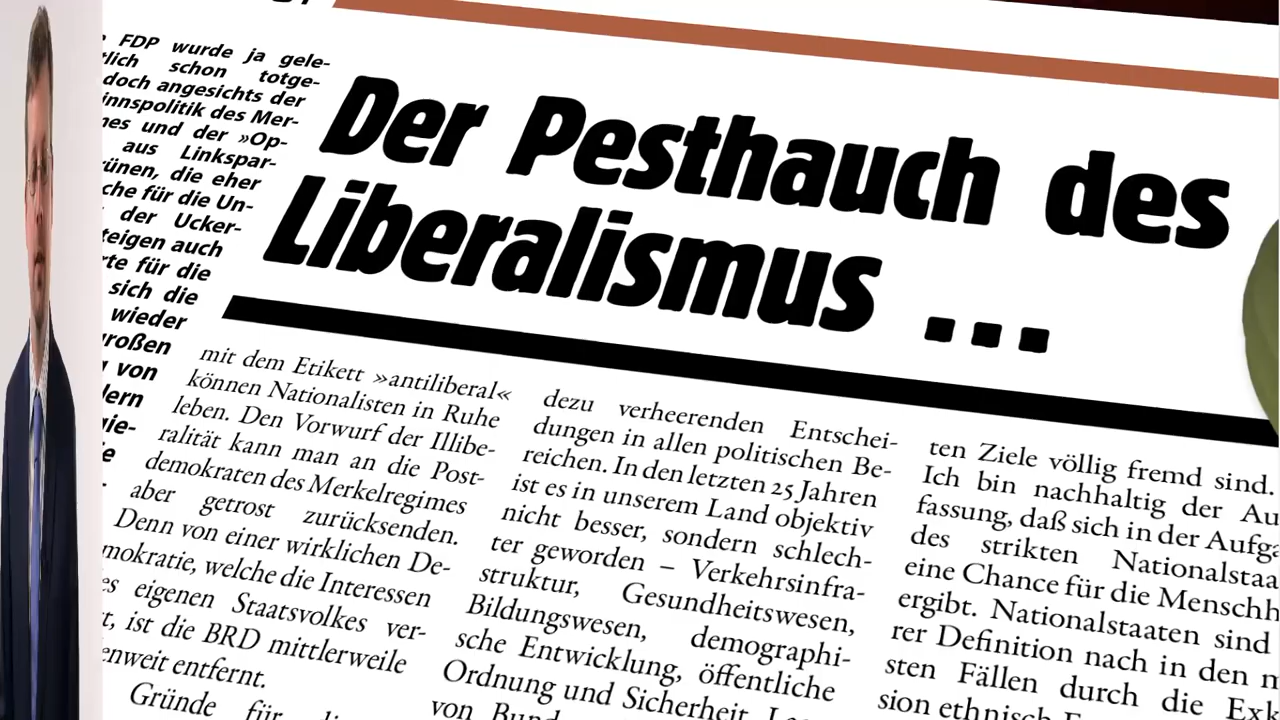 FDP wurde ja gele-
tlich schon totge-
doch angesichts der
innspolitik des Mer-
nes und der »Op-
aus Linkspar-
rünen, die eher
che für die Un-
der Ucker-
teigen auch
rte für die
sich die
wieder
roßen
von
dern
gie-
Der Pesthauch des
Liberalismus ...
mit dem Etikett »antiliberal«
können Nationalisten in Ruhe
leben. Den Vorwurf der Illibe-
ralität kann man an die Post-
demokraten des Merkelregimes
aber getrost zurücksenden.
Denn von einer wirklichen De-
mokratie, welche die Interessen
es eigenen Staatsvolkes ver-
t, ist die BRD mittlerweile
enweit entfernt.
Gründe für
dezu verheerenden Entschei-
dungen in allen politischen Be-
reichen. In den letzten 25 Jahren
ist es in unserem Land objektiv
nicht besser, sondern schlech-
ter geworden – Verkehrsinfra-
struktur, Gesundheitswesen,
Bildungswesen, demographi-
sche Entwicklung, öffentliche
Ordnung und Sicherheit
von
ten Ziele völlig fremd sind.
Ich bin nachhaltig der Au
fassung, daß sich in der Aufga
des strikten Nationalstaa
eine Chance für die Menschh
ergibt. Nationalstaaten sind
rer Definition nach in den m
sten Fällen durch die Exk
sion ethnisch